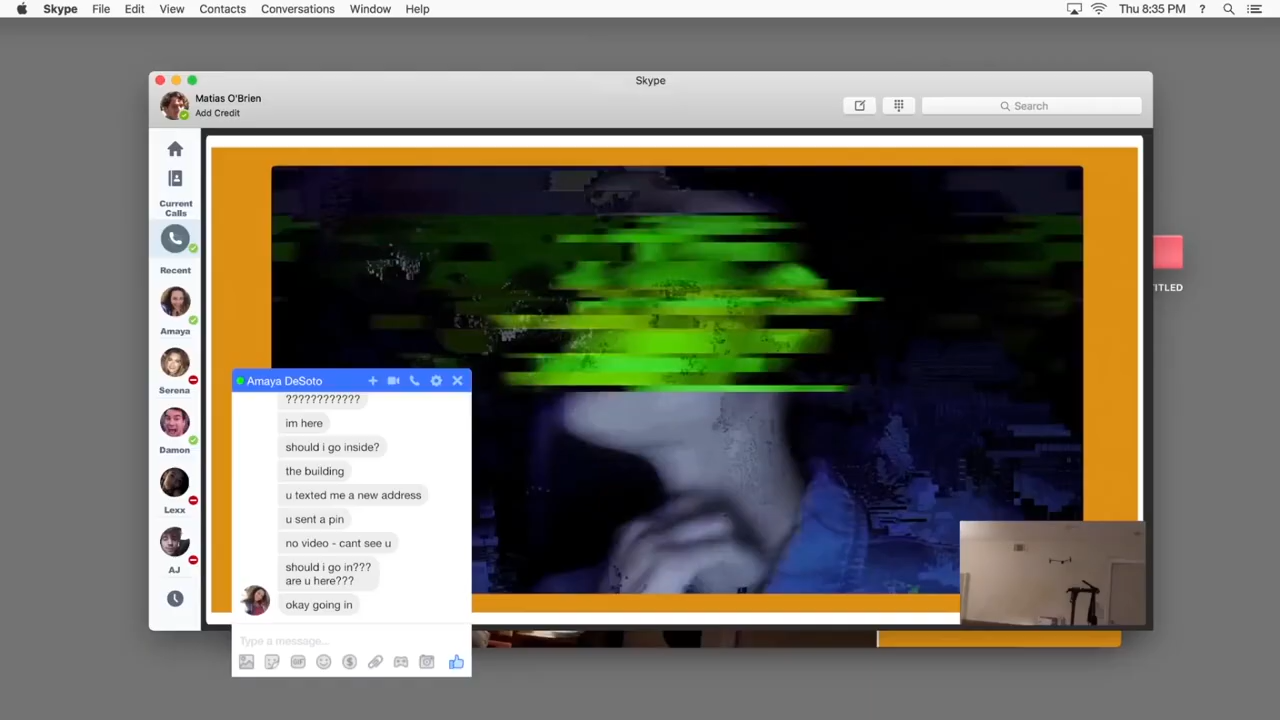 Skype File Edit View Contacts Conversations Window Help Thu 8:35 PM ?
Skype
Matias O'Brien
Add Credit
Search
Current
Calls
Recent
Amaya
Serena
Damon
Lexx
AJ
TITLED
Amaya DeSoto
????????????
im here
should i go inside?
the building
u texted me a new address
u sent a pin
no video - cant see u
should i go in???
are u here???
okay going in
Type a message...
GIF